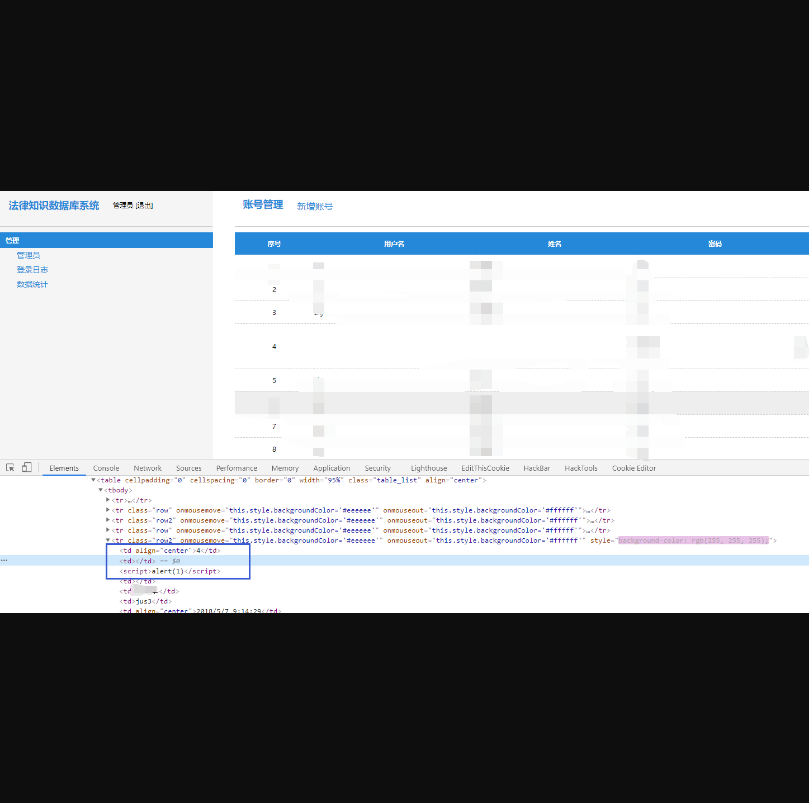 法律知识数据库系统 管理员 [退出]
账号管理 新增账号
管理
管理员
登录日志
数据统计
序号 用户名 姓名 密码
2
3
4
5
7
8
Elements Console Network Sources Performance Memory Application Security Lighthouse EditThisCookie HackBar HackTools Cookie Editor
▼<table cellpadding="0" cellspacing="0" border="0" width="95%" class="table_list" align="center">
▼<tbody>
▶<tr>…</tr>
▶<tr class="row" onmousemove="this.style.backgroundColor='#eeeeee'" onmouseout="this.style.backgroundColor='#ffffff'">…</tr>
▶<tr class="row2" onmousemove="this.style.backgroundColor='#eeeeee'" onmouseout="this.style.backgroundColor='#ffffff'">…</tr>
▶<tr class="row" onmousemove="this.style.backgroundColor='#eeeeee'" onmouseout="this.style.backgroundColor='#ffffff'">…</tr>
▼<tr class="row2" onmousemove="this.style.backgroundColor='#eeeeee'" onmouseout="this.style.backgroundColor='#ffffff'" style="background-color: rgb(255, 255, 255);">
<td align="center">4</td>
<td></td> == $0
<script>alert(1)</script>
<td></td>
<td </td>
<td>jus3</td>
<td align="center">2018/5/7 9:14:29</td>